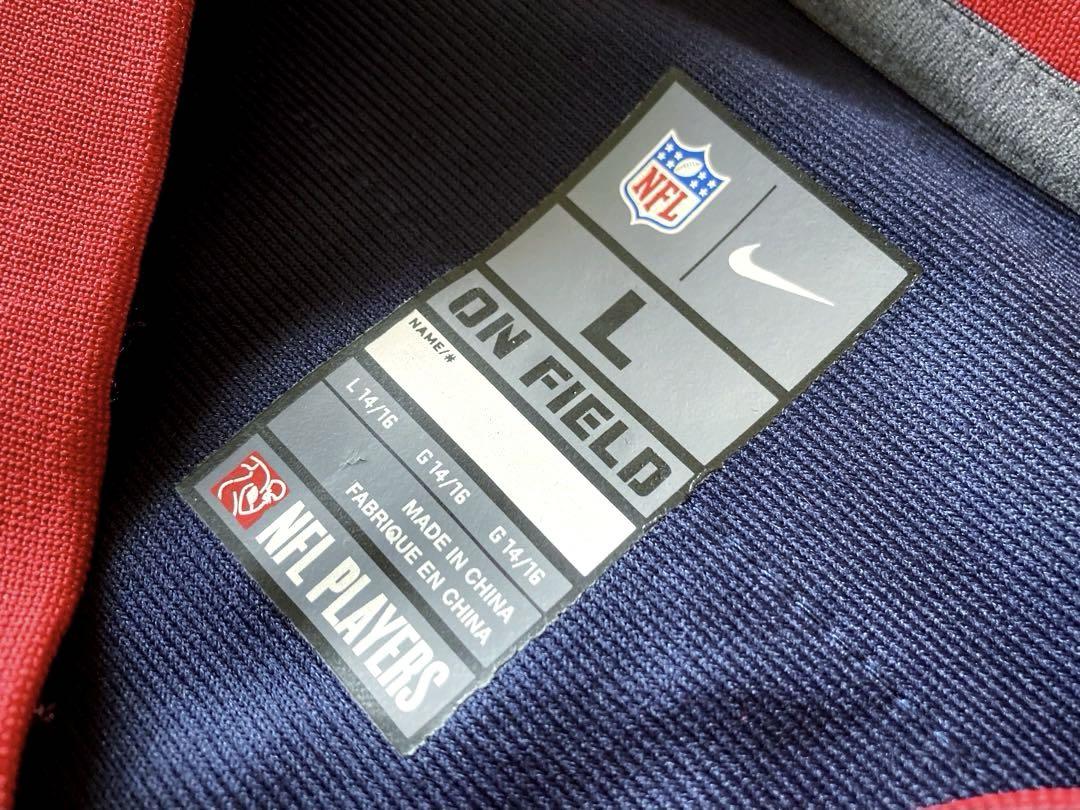 NFL
L
ON FIELD
NAME/#
L 14/16 G 14/16 G 14/16
MADE IN CHINA
FABRIQUE EN CHINA
NFL PLAYERS